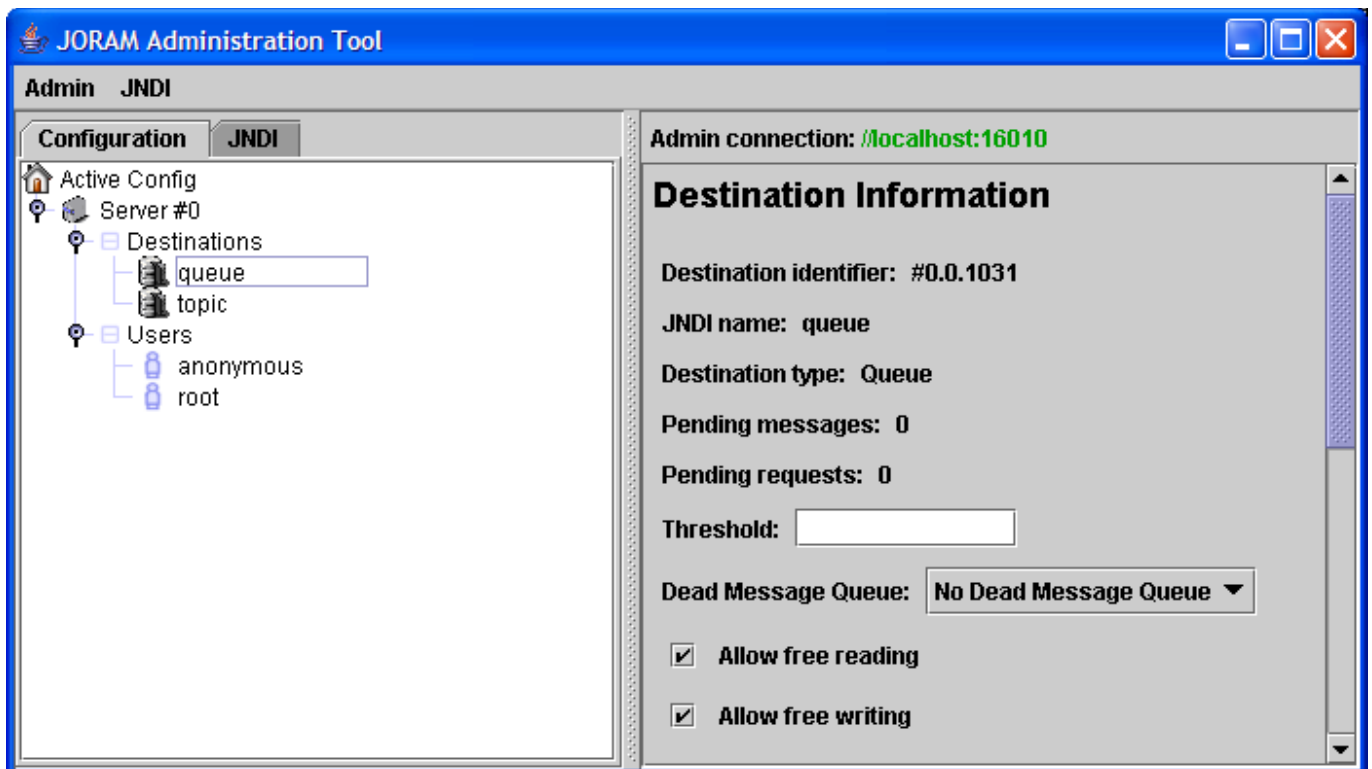 JORAM Administration Tool
Admin JNDI
Configuration JNDI
Active Config
Server #0
Destinations
queue
topic
Users
anonymous
root
Admin connection: //localhost:16010
Destination Information
Destination identifier: #0.0.1031
JNDI name: queue
Destination type: Queue
Pending messages: 0
Pending requests: 0
Threshold:
Dead Message Queue: No Dead Message Queue
Allow free reading
Allow free writing